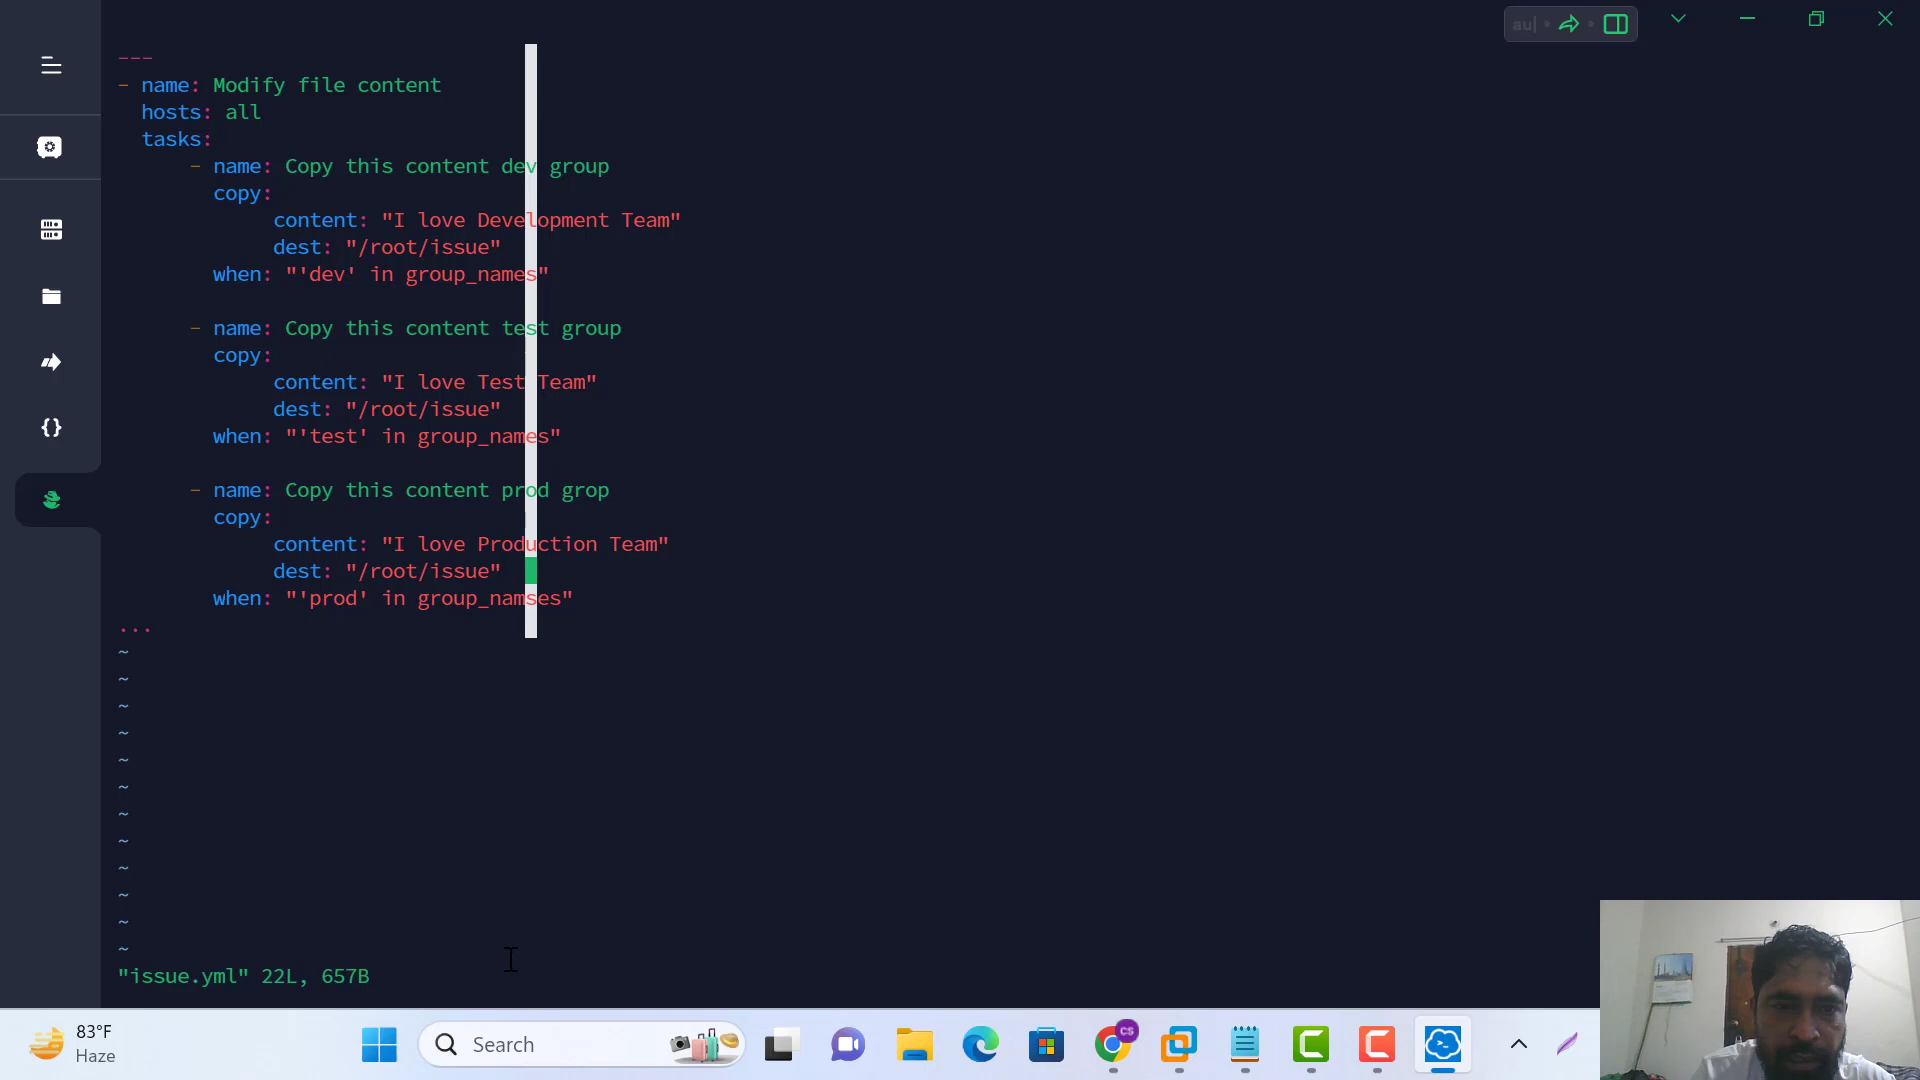 au|
---
- name: Modify file content
hosts: all
tasks:
- name: Copy this content dev group
copy:
content: "I love Development Team"
dest: "/root/issue"
when: "'dev' in group_names"
- name: Copy this content test group
copy:
content: "I love Test Team"
dest: "/root/issue"
when: "'test' in group_names"
- name: Copy this content prod grop
copy:
content: "I love Production Team"
dest: "/root/issue"
when: "'prod' in group_namses"
...
~
~
~
~
~
~
~
~
~
~
~
~
"issue.yml" 22L, 657B
83°F
Haze
Search
CS